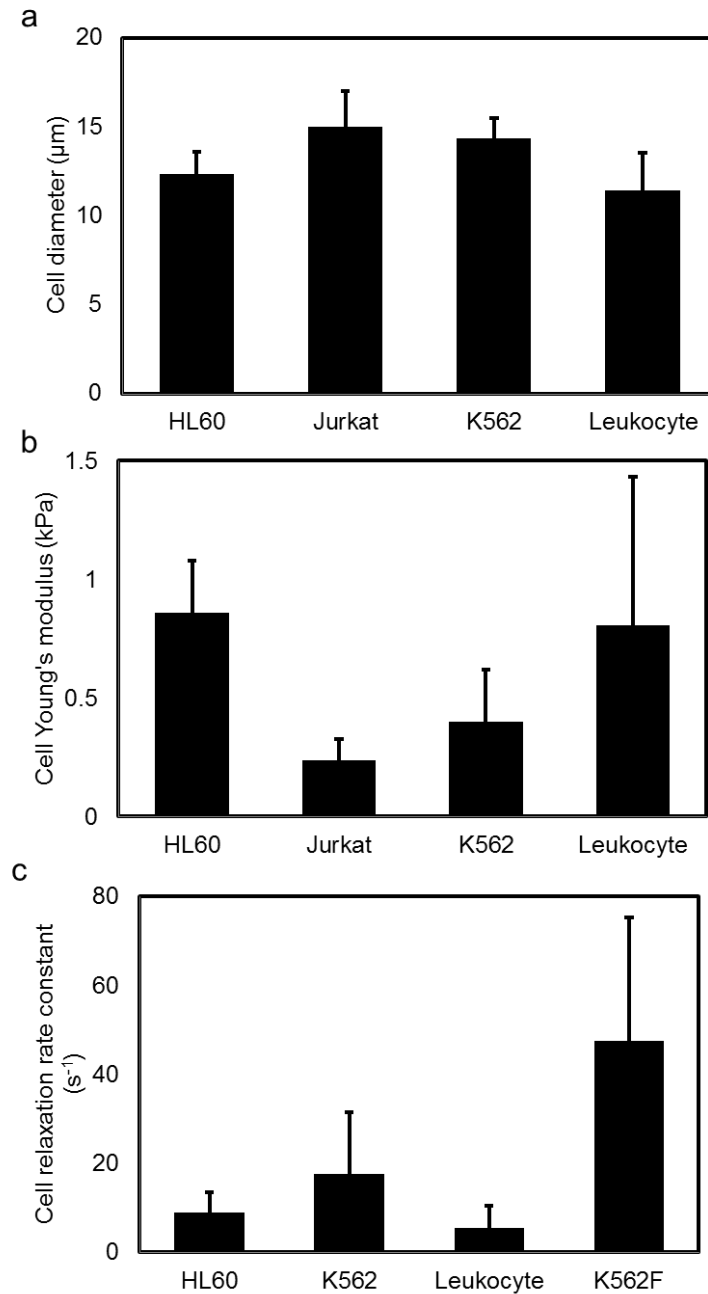 a
Cell diameter (µm)
20
15
10
5
0
HL60 Jurkat K562 Leukocyte
b
Cell Young's modulus (kPa)
1.5
1
0.5
0
HL60 Jurkat K562 Leukocyte
c
Cell relaxation rate constant
(s⁻¹)
80
60
40
20
0
HL60 K562 Leukocyte K562F